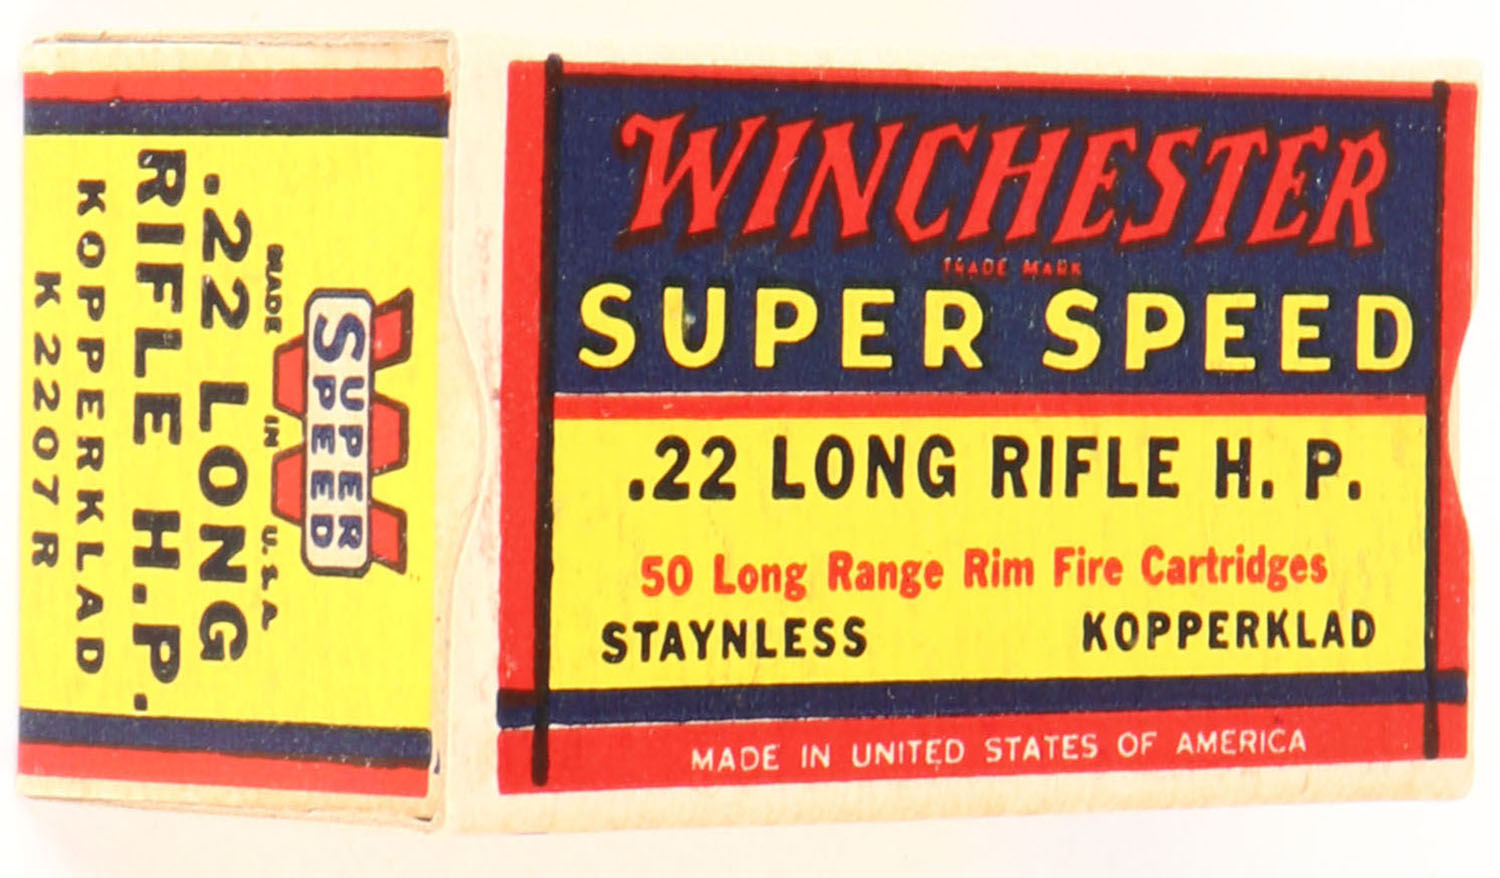 WINCHESTER
TRADE MARK
SUPER SPEED
.22 LONG RIFLE H. P.
50 Long Range Rim Fire Cartridges
STAYNLESS KOPPERKLAD
MADE IN UNITED STATES OF AMERICA
W
SUPER
SPEED
MADE IN U.S.A.
.22 LONG
RIFLE H.P.
KOPPERKLAD
K2207R